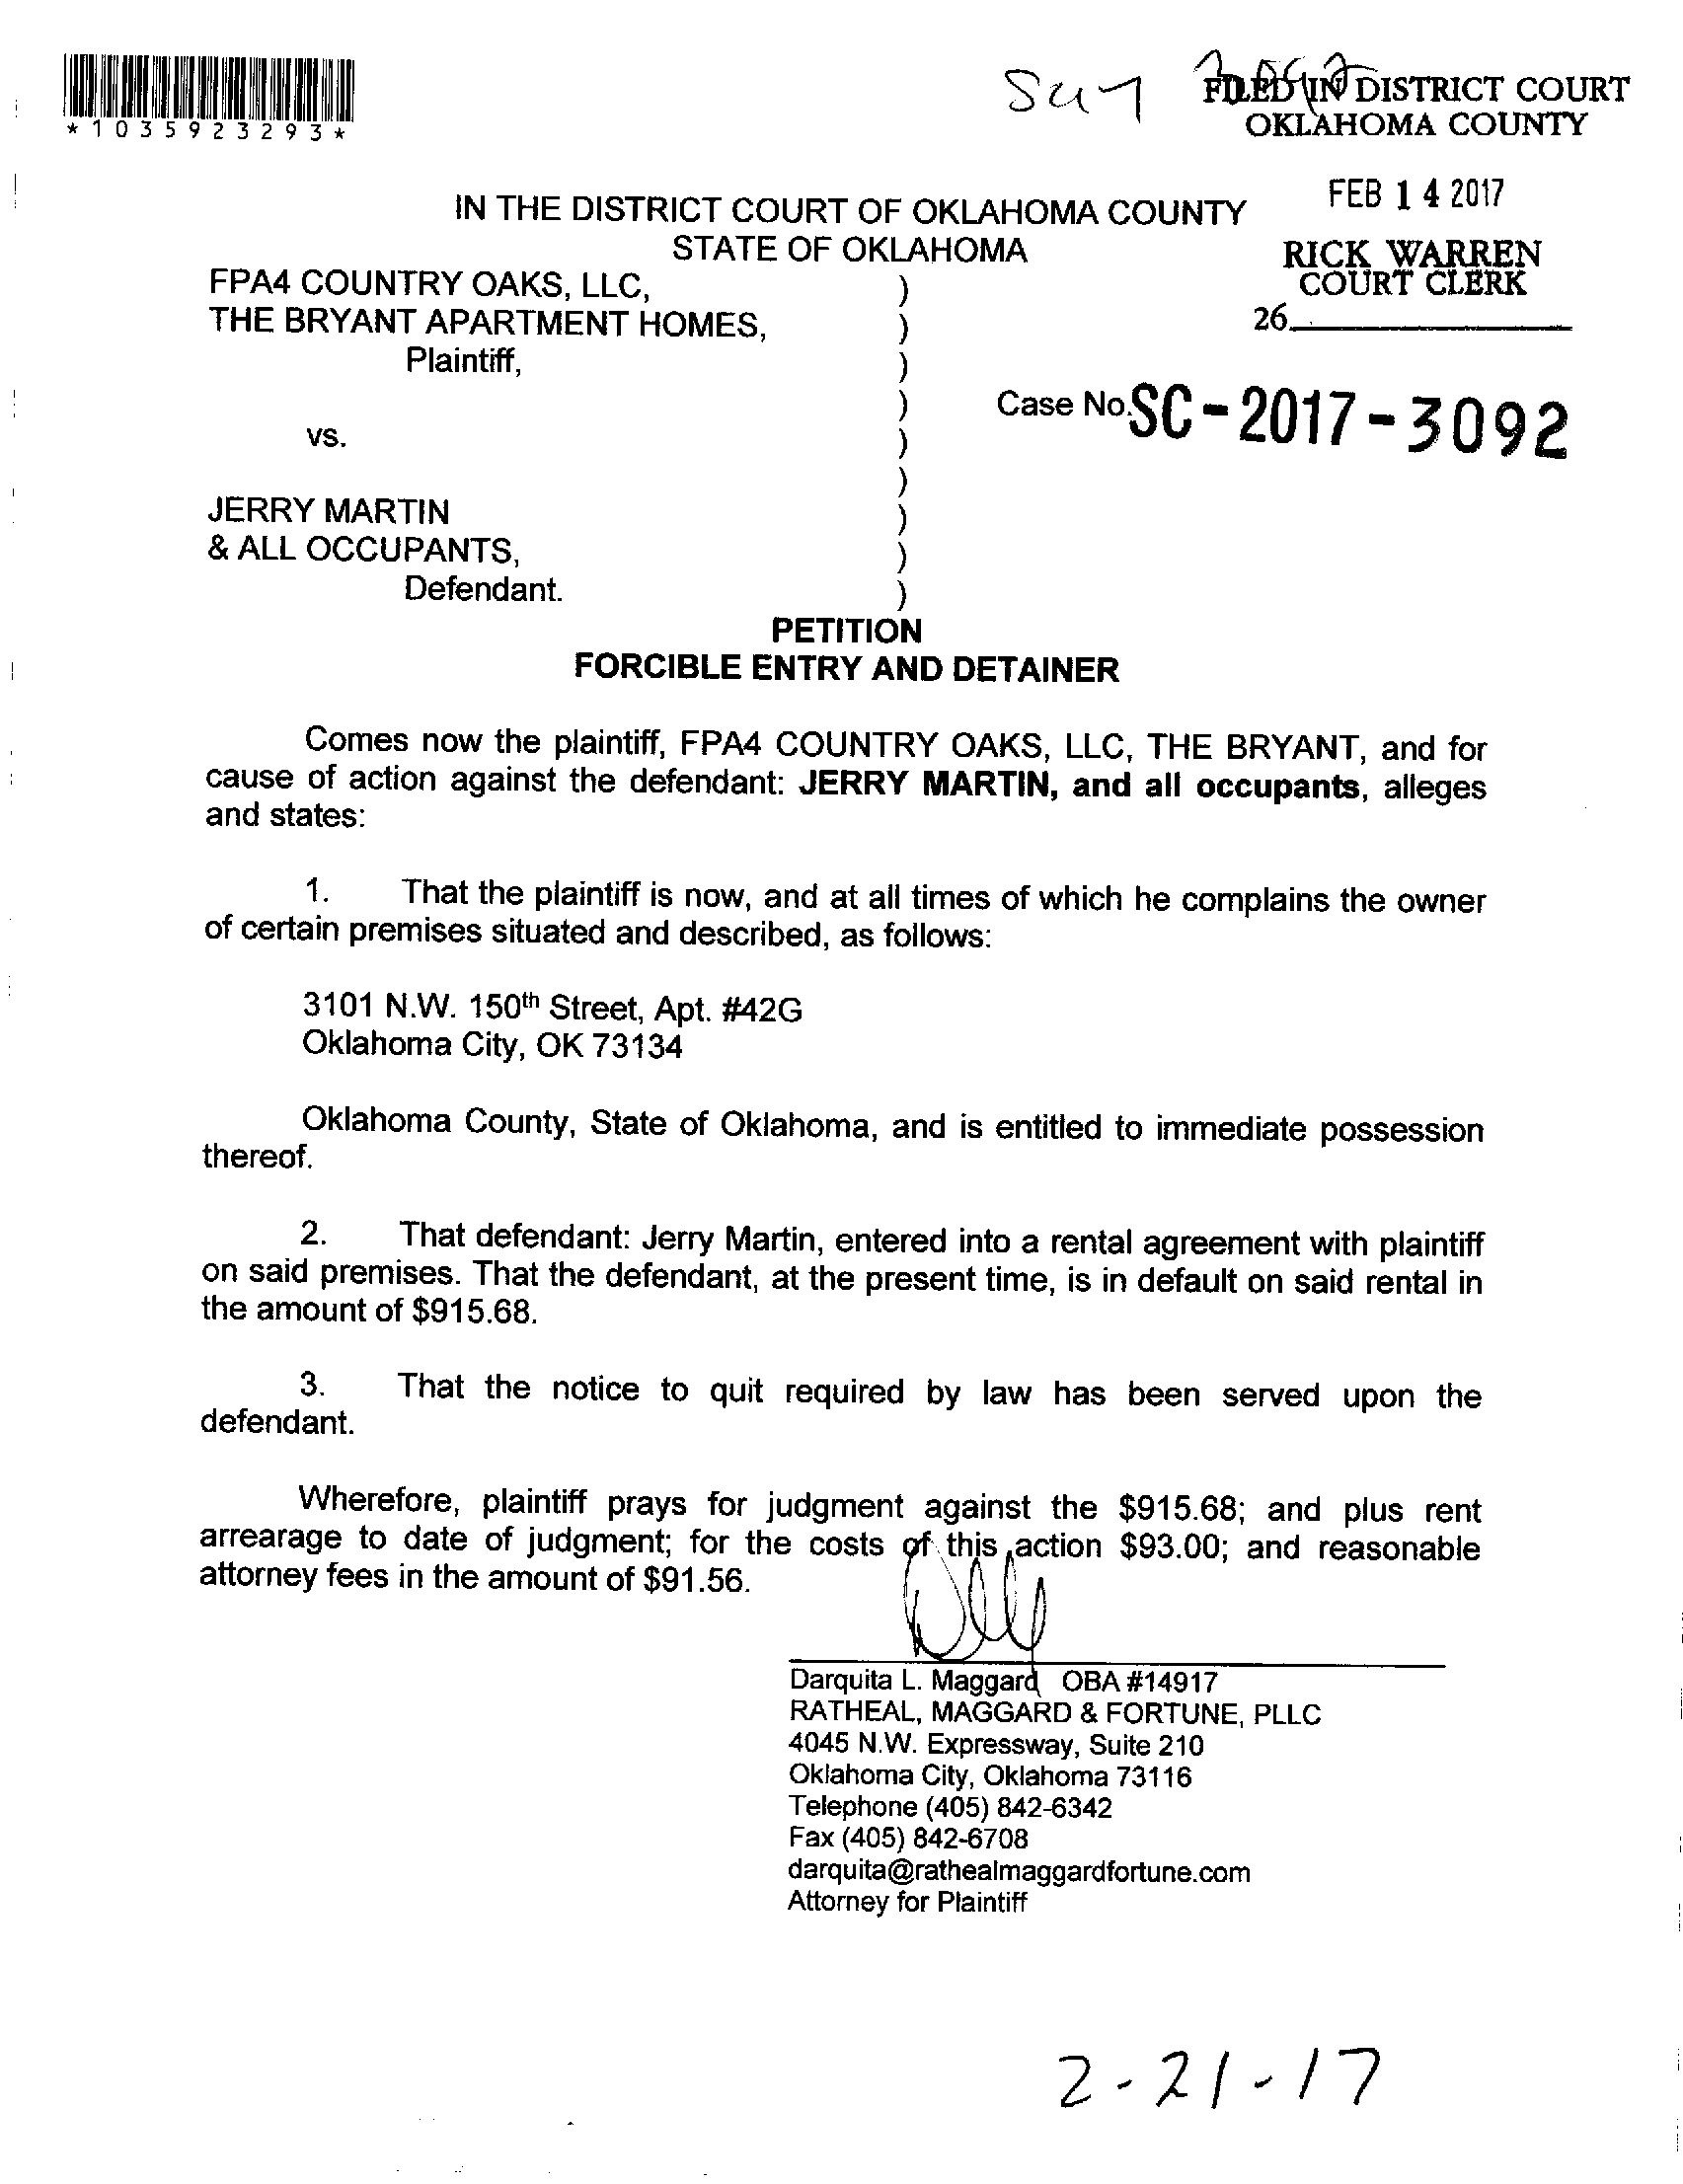 *1035923293*
FILED IN DISTRICT COURT
OKLAHOMA COUNTY
FEB 14 2017
RICK WARREN
COURT CLERK
26
IN THE DISTRICT COURT OF OKLAHOMA COUNTY
STATE OF OKLAHOMA
FPA4 COUNTRY OAKS, LLC, )
THE BRYANT APARTMENT HOMES, )
Plaintiff, )
) Case No. SC-2017-3092
vs. )
)
JERRY MARTIN )
& ALL OCCUPANTS, )
Defendant. )
PETITION
FORCIBLE ENTRY AND DETAINER
Comes now the plaintiff, FPA4 COUNTRY OAKS, LLC, THE BRYANT, and for
cause of action against the defendant: JERRY MARTIN, and all occupants, alleges
and states:
1. That the plaintiff is now, and at all times of which he complains the owner
of certain premises situated and described, as follows:
3101 N.W. 150th Street, Apt. #42G
Oklahoma City, OK 73134
Oklahoma County, State of Oklahoma, and is entitled to immediate possession
thereof.
2. That defendant: Jerry Martin, entered into a rental agreement with plaintiff
on said premises. That the defendant, at the present time, is in default on said rental in
the amount of $915.68.
3. That the notice to quit required by law has been served upon the
defendant.
Wherefore, plaintiff prays for judgment against the $915.68; and plus rent
arrearage to date of judgment; for the costs of this action $93.00; and reasonable
attorney fees in the amount of $91.56.
Darquita L. Maggard OBA #14917
RATHEAL, MAGGARD & FORTUNE, PLLC
4045 N.W. Expressway, Suite 210
Oklahoma City, Oklahoma 73116
Telephone (405) 842-6342
Fax (405) 842-6708
darquita@rathealmaggardfortune.com
Attorney for Plaintiff
2-21-17